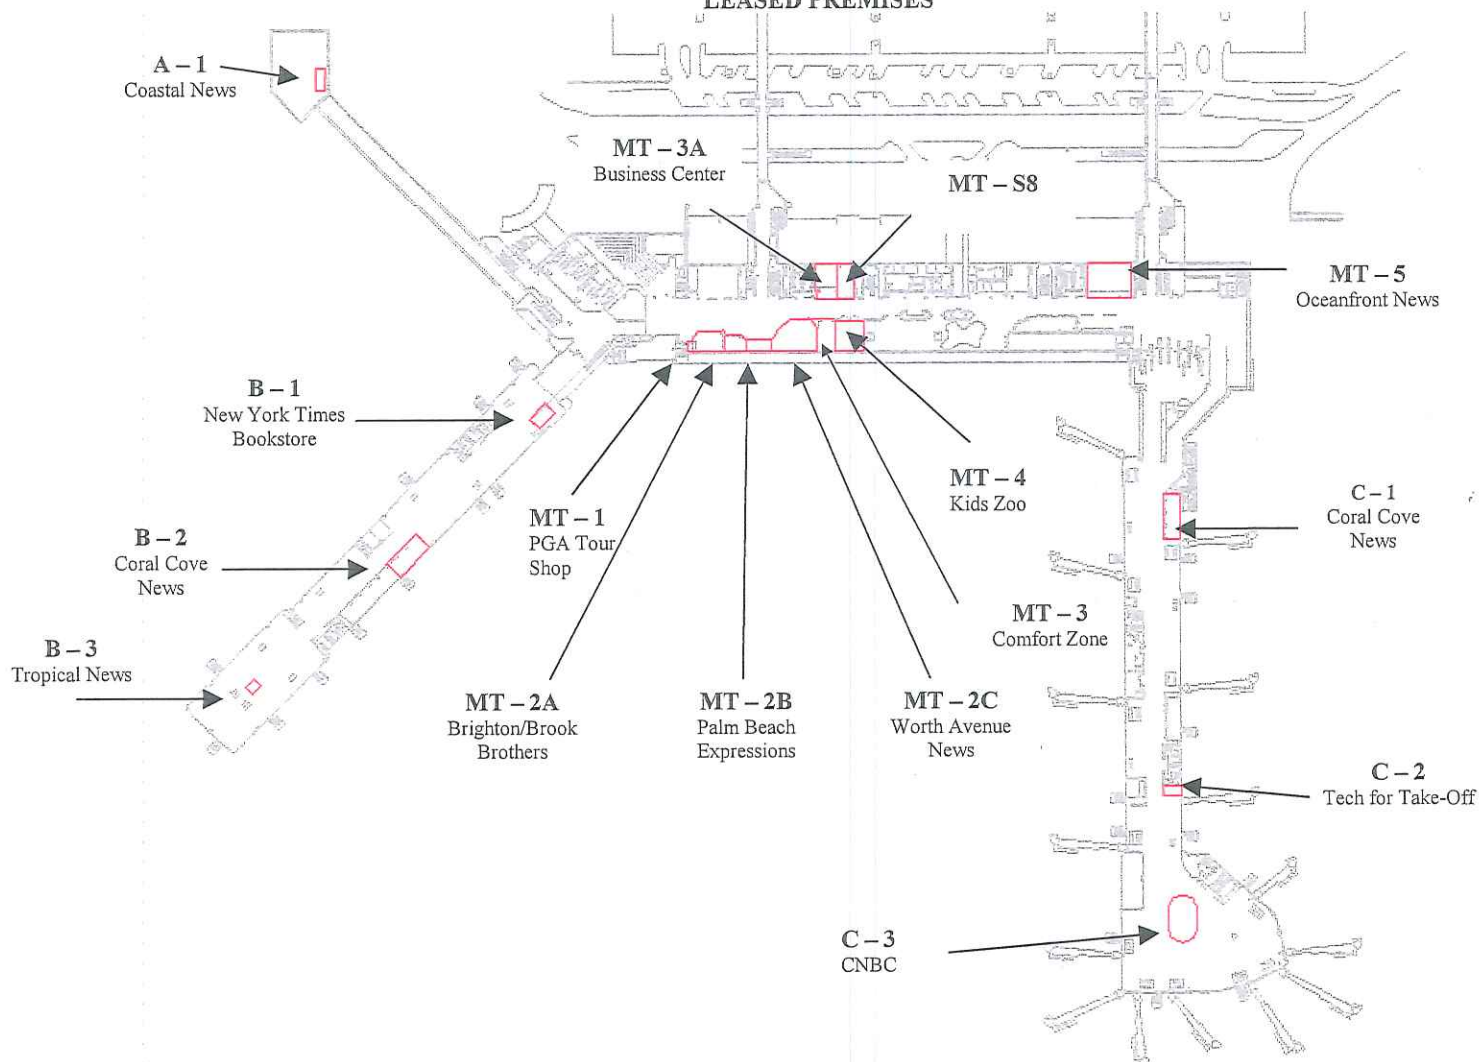 LEASED PREMISES
A – 1
Coastal News
MT – 3A
Business Center
MT – S8
MT – 5
Oceanfront News
B – 1
New York Times
Bookstore
MT – 4
Kids Zoo
C – 1
Coral Cove
News
MT – 1
PGA Tour
Shop
B – 2
Coral Cove
News
MT – 3
Comfort Zone
B – 3
Tropical News
MT – 2A
Brighton/Brook
Brothers
MT – 2B
Palm Beach
Expressions
MT – 2C
Worth Avenue
News
C – 2
Tech for Take-Off
C – 3
CNBC